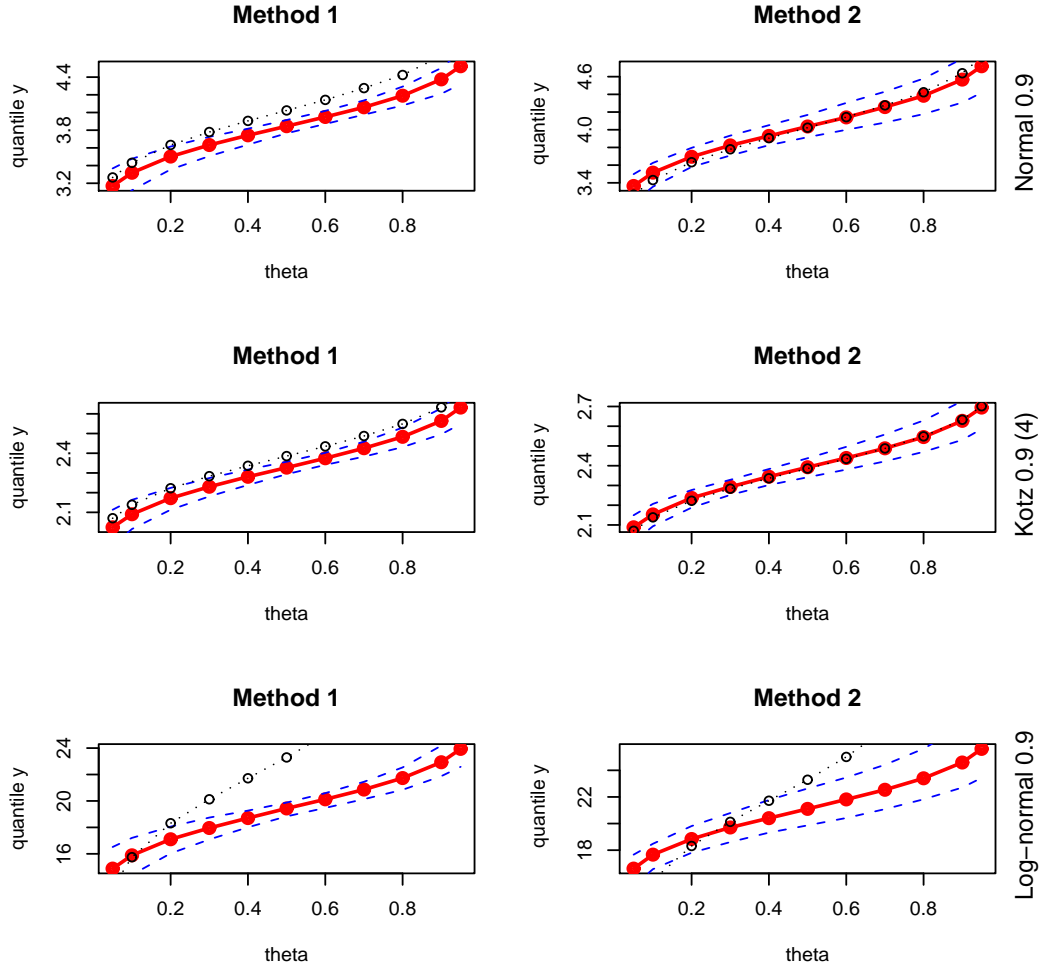 Method 1
quantile y
3.2 3.8 4.4
0.2 0.4 0.6 0.8
theta
Method 2
quantile y
3.4 4.0 4.6
0.2 0.4 0.6 0.8
theta
Normal 0.9
Method 1
quantile y
2.1 2.4
0.2 0.4 0.6 0.8
theta
Method 2
quantile y
2.1 2.4 2.7
0.2 0.4 0.6 0.8
theta
Kotz 0.9 (4)
Method 1
quantile y
16 20 24
0.2 0.4 0.6 0.8
theta
Method 2
quantile y
18 22
0.2 0.4 0.6 0.8
theta
Log−normal 0.9